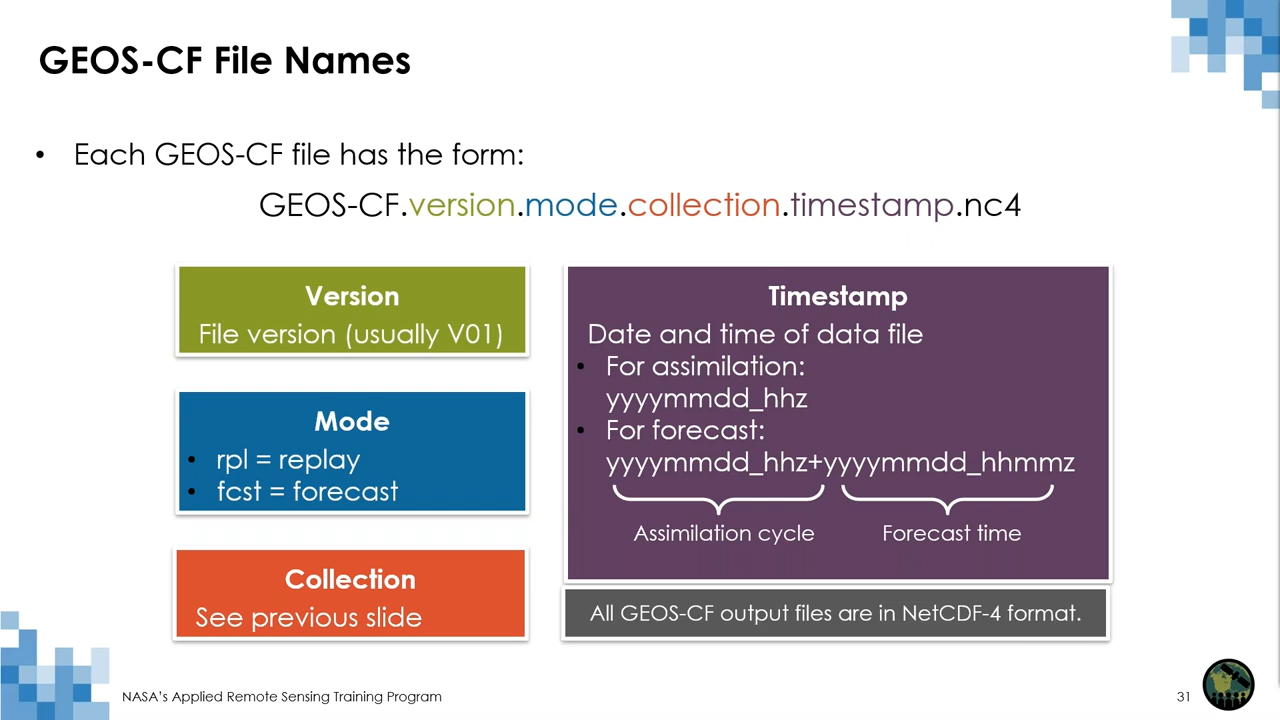 GEOS-CF File Names
• Each GEOS-CF file has the form:
GEOS-CF.version.mode.collection.timestamp.nc4
Version
File version (usually V01)
Mode
• rpl = replay
• fcst = forecast
Collection
See previous slide
Timestamp
Date and time of data file
• For assimilation:
yyyymmdd_hhz
• For forecast:
yyyymmdd_hhz+yyyymmdd_hhmmz
Assimilation cycle
Forecast time
All GEOS-CF output files are in NetCDF-4 format.
NASA's Applied Remote Sensing Training Program
31